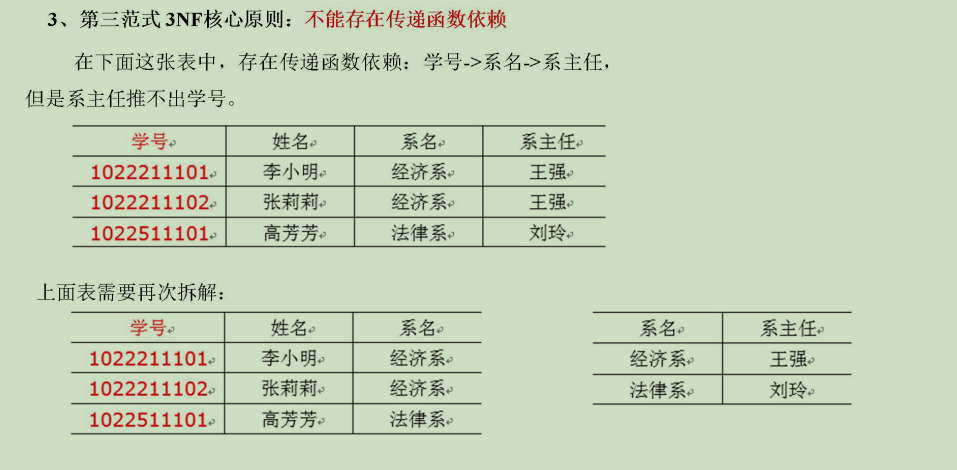 3、第三范式 3NF核心原则：不能存在传递函数依赖
在下面这张表中，存在传递函数依赖：学号->系名->系主任，
但是系主任推不出学号。
学号 姓名 系名 系主任
1022211101 李小明 经济系 王强
1022211102 张莉莉 经济系 王强
1022511101 高芳芳 法律系 刘玲
上面表需要再次拆解：
学号 姓名 系名
1022211101 李小明 经济系
1022211102 张莉莉 经济系
1022511101 高芳芳 法律系
系名 系主任
经济系 王强
法律系 刘玲